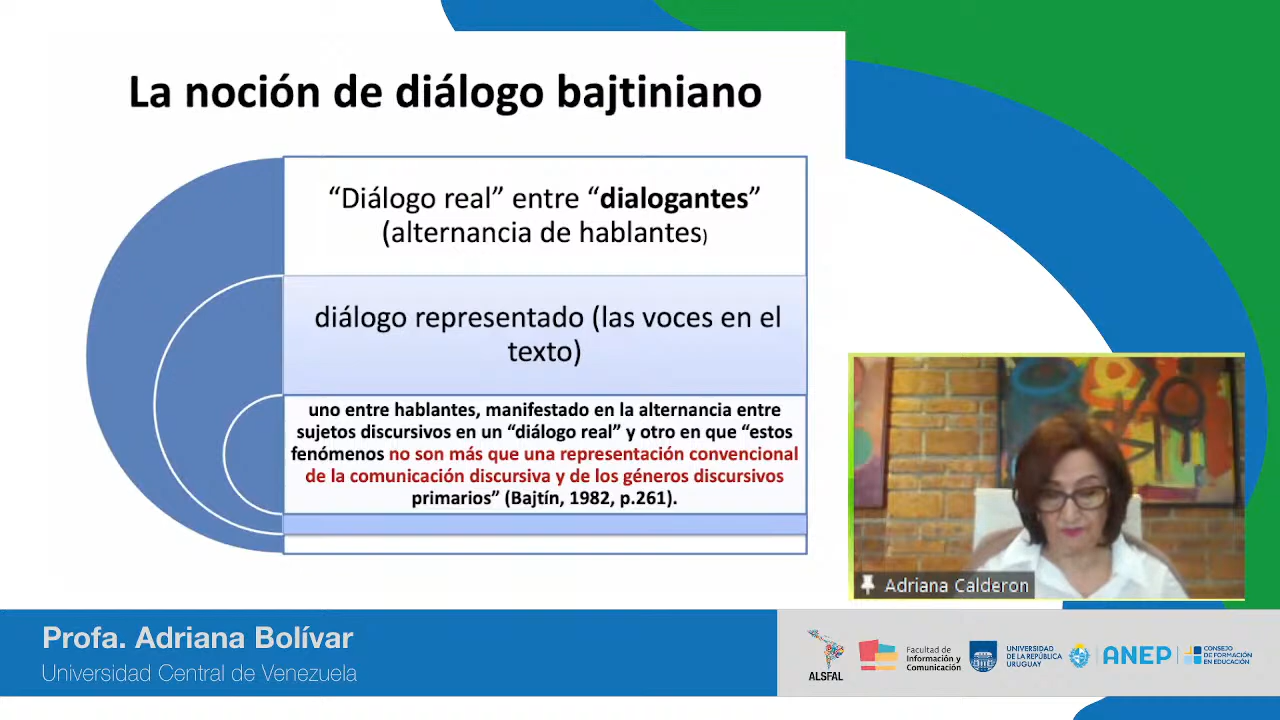 La noción de diálogo bajtiniano
“Diálogo real” entre “dialogantes”
(alternancia de hablantes)
diálogo representado (las voces en el
texto)
uno entre hablantes, manifestado en la alternancia entre
sujetos discursivos en un “diálogo real” y otro en que “estos
fenómenos no son más que una representación convencional
de la comunicación discursiva y de los géneros discursivos
primarios” (Bajtín, 1982, p.261).
Adriana Calderon
Profa. Adriana Bolívar
Universidad Central de Venezuela
ALSFAL
Facultad de
Información y
Comunicación
UNIVERSIDAD
DE LA REPÚBLICA
URUGUAY
ANEP
CONSEJO
DE FORMACIÓN
EN EDUCACIÓN